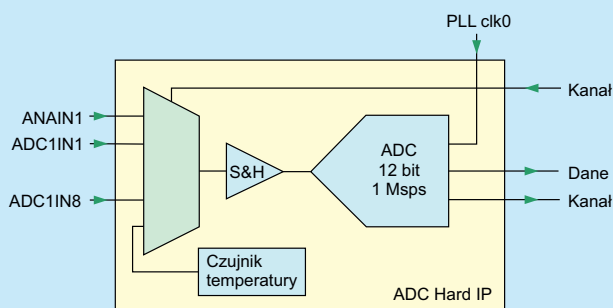 PLL clk0
Kanał
ANAIN1
ADC1IN1
ADC1IN8
S&H
ADC
12 bit
1 Msps
Dane
Kanał
Czujnik
temperatury
ADC Hard IP